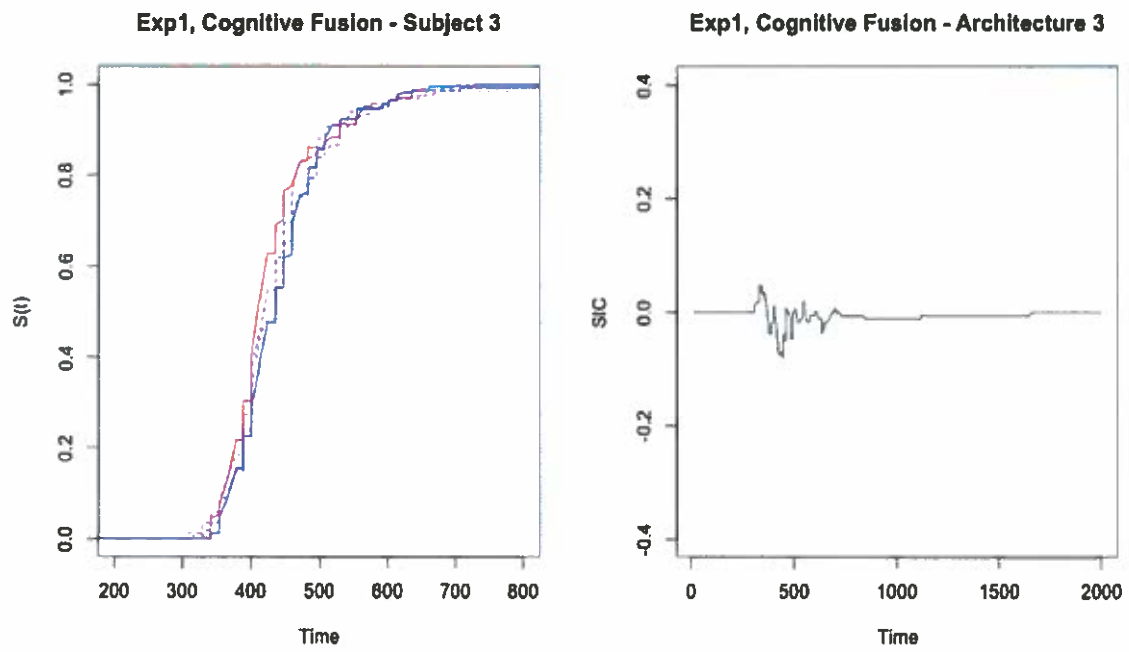 Exp1, Cognitive Fusion - Subject 3
S(t)
1.0
0.8
0.6
0.4
0.2
0.0
200 300 400 500 600 700 800
Time
Exp1, Cognitive Fusion - Architecture 3
SIC
0.4
0.2
0.0
-0.2
-0.4
0 500 1000 1500 2000
Time